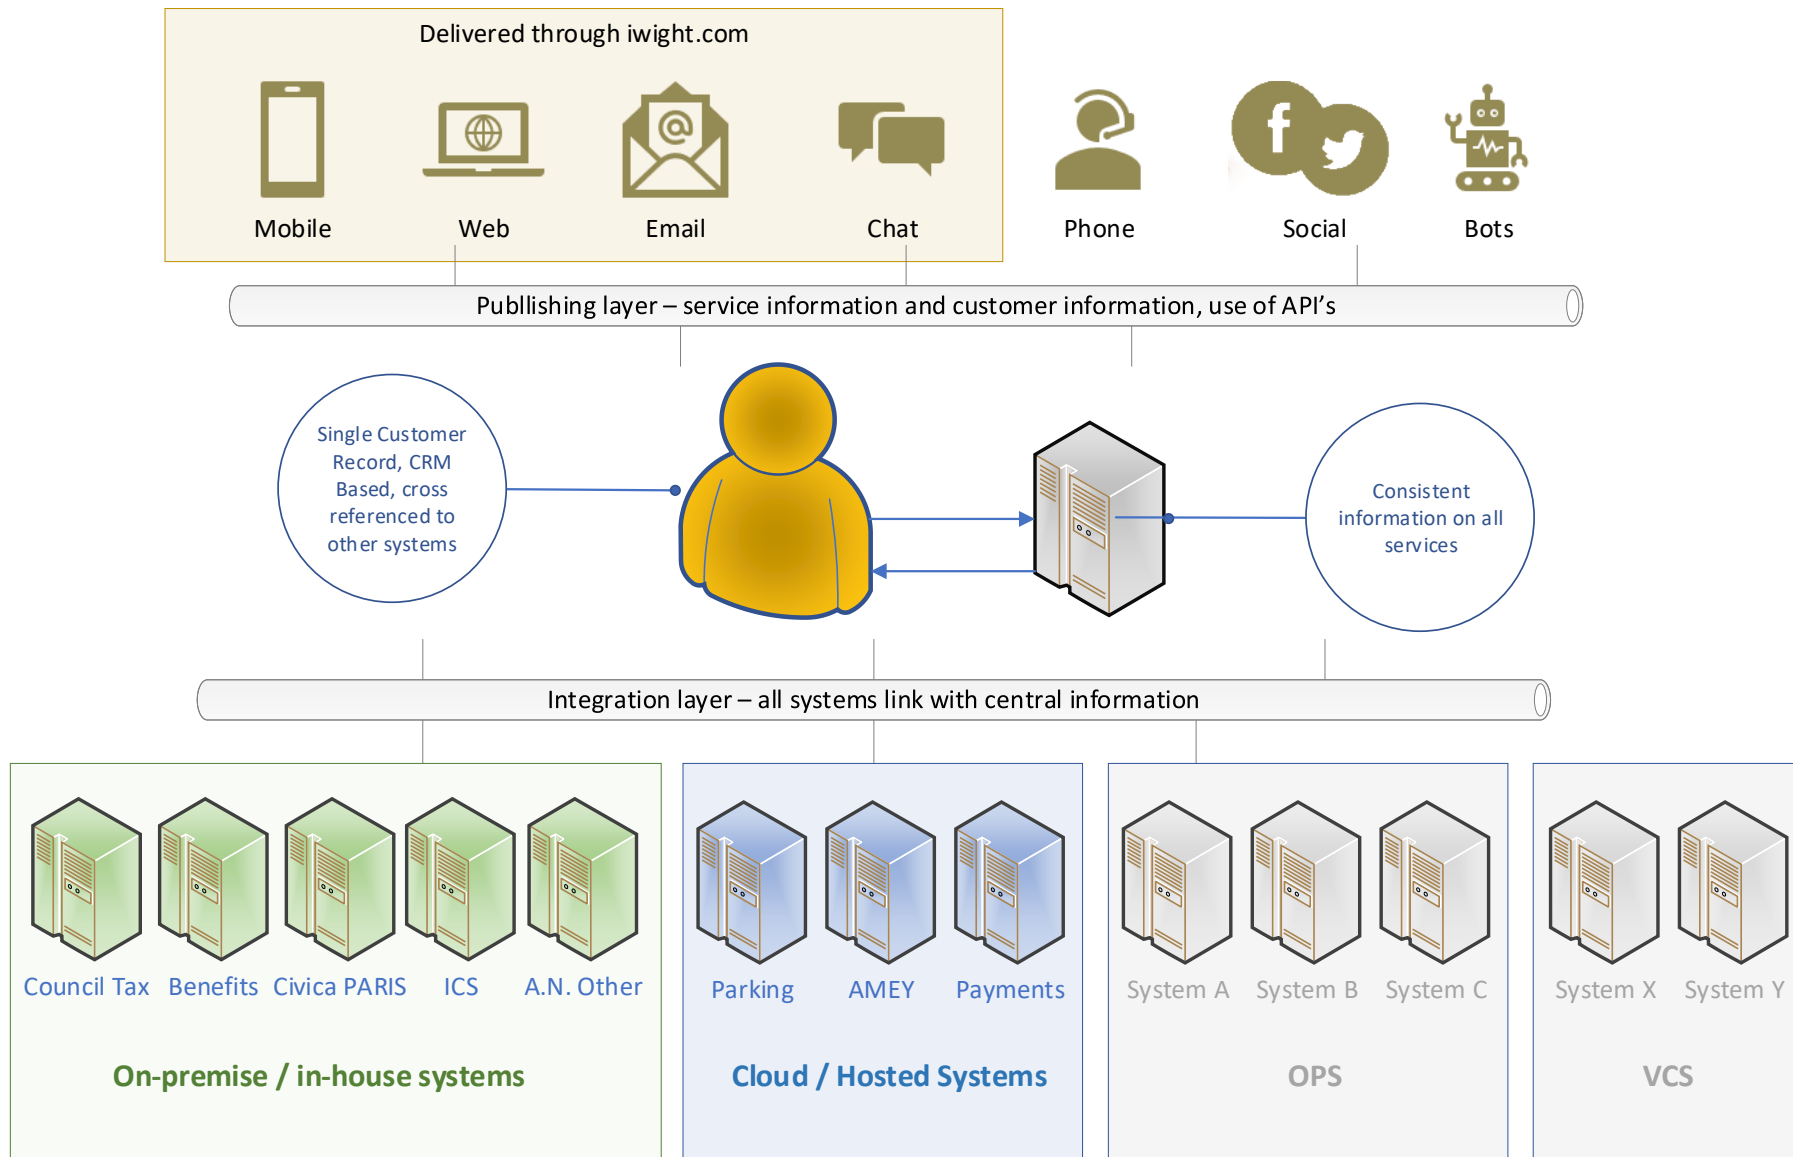 Delivered through iwight.com
Mobile
Web
Email
Chat
Phone
Social
Bots
Publlishing layer – service information and customer information, use of API's
Single Customer
Record, CRM
Based, cross
referenced to
other systems
Consistent
information on all
services
Integration layer – all systems link with central information
Council Tax
Benefits
Civica PARIS
ICS
A.N. Other
Parking
AMEY
Payments
System A
System B
System C
System X
System Y
On-premise / in-house systems
Cloud / Hosted Systems
OPS
VCS